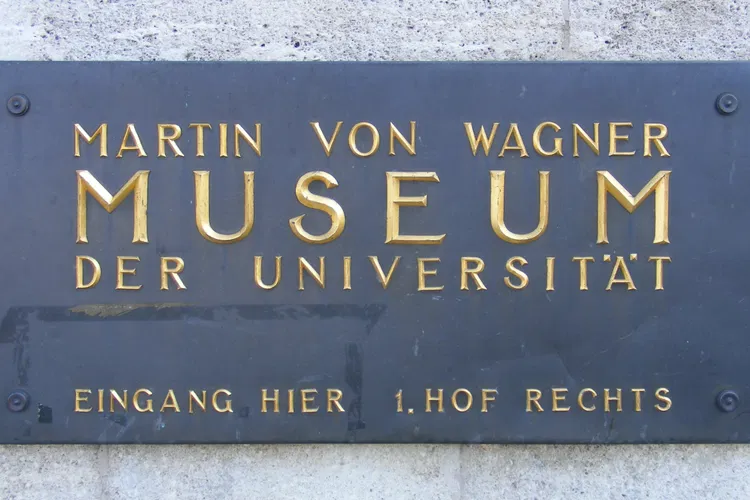 MARTIN VON WAGNER
MUSEUM
DER UNIVERSITÄT
EINGANG HIER 1. HOF RECHTS